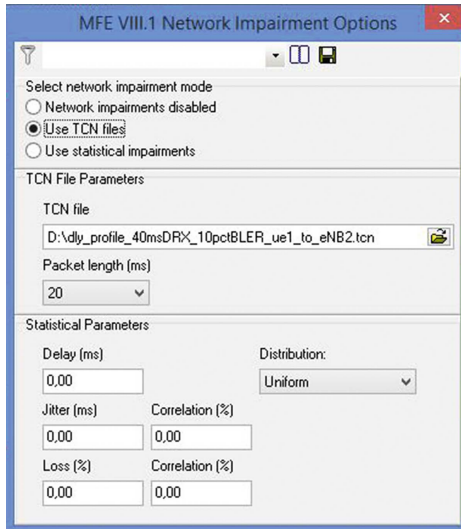 MFE VIII.1 Network Impairment Options
Select network impairment mode
Network impairments disabled
Use TCN files
Use statistical impairments
TCN File Parameters
TCN file
D:\dly_profile_40msDRX_10pctBLER_ue1_to_eNB2.tcn
Packet length (ms)
20
Statistical Parameters
Delay (ms) Distribution:
0,00 Uniform
Jitter (ms) Correlation (%)
0,00 0,00
Loss (%) Correlation (%)
0,00 0,00